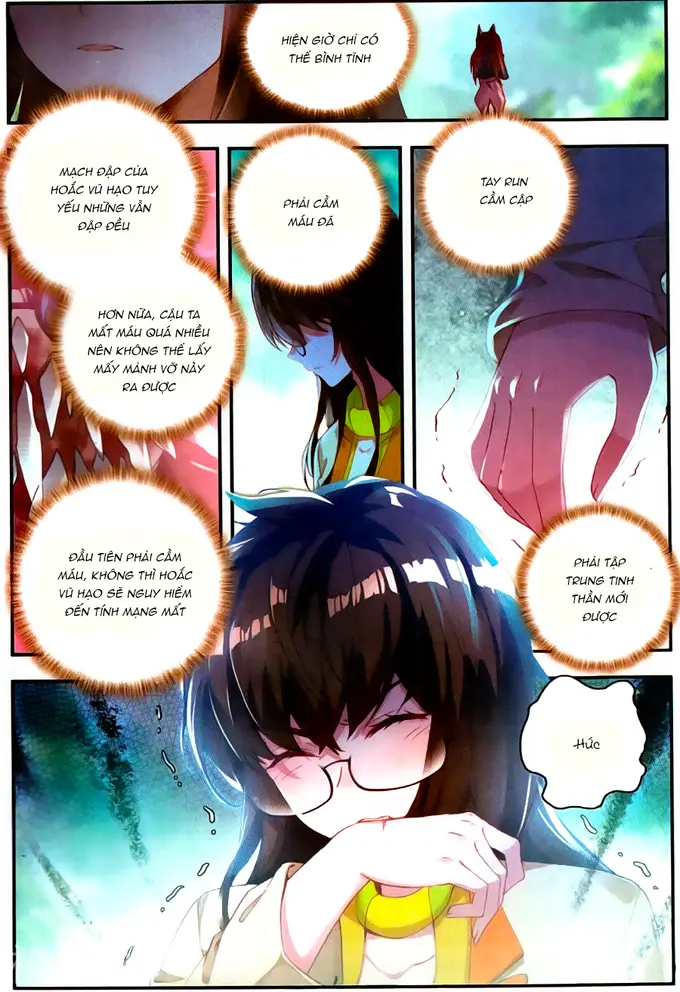 HIỆN GIỜ CHỈ CÓ
THỂ BÌNH TĨNH
MẠCH ĐẬP CỦA
HOẮC VŨ HẠO TUY
YẾU NHỮNG VẪN
ĐẬP ĐỀU
PHẢI CẦM
MÁU ĐÃ
TAY RUN
CẦM CẬP
HƠN NỮA, CẬU TA
MẤT MÁU QUÁ NHIỀU
NÊN KHÔNG THỂ LẤY
MẤY MẢNH VỠ NÀY
RA ĐƯỢC
ĐẦU TIÊN PHẢI CẦM
MÁU, KHÔNG THÌ HOẮC
VŨ HẠO SẼ NGUY HIỂM
ĐẾN TÍNH MẠNG MẤT
PHẢI TẬP
TRUNG TINH
THẦN MỚI
ĐƯỢC
HỨC